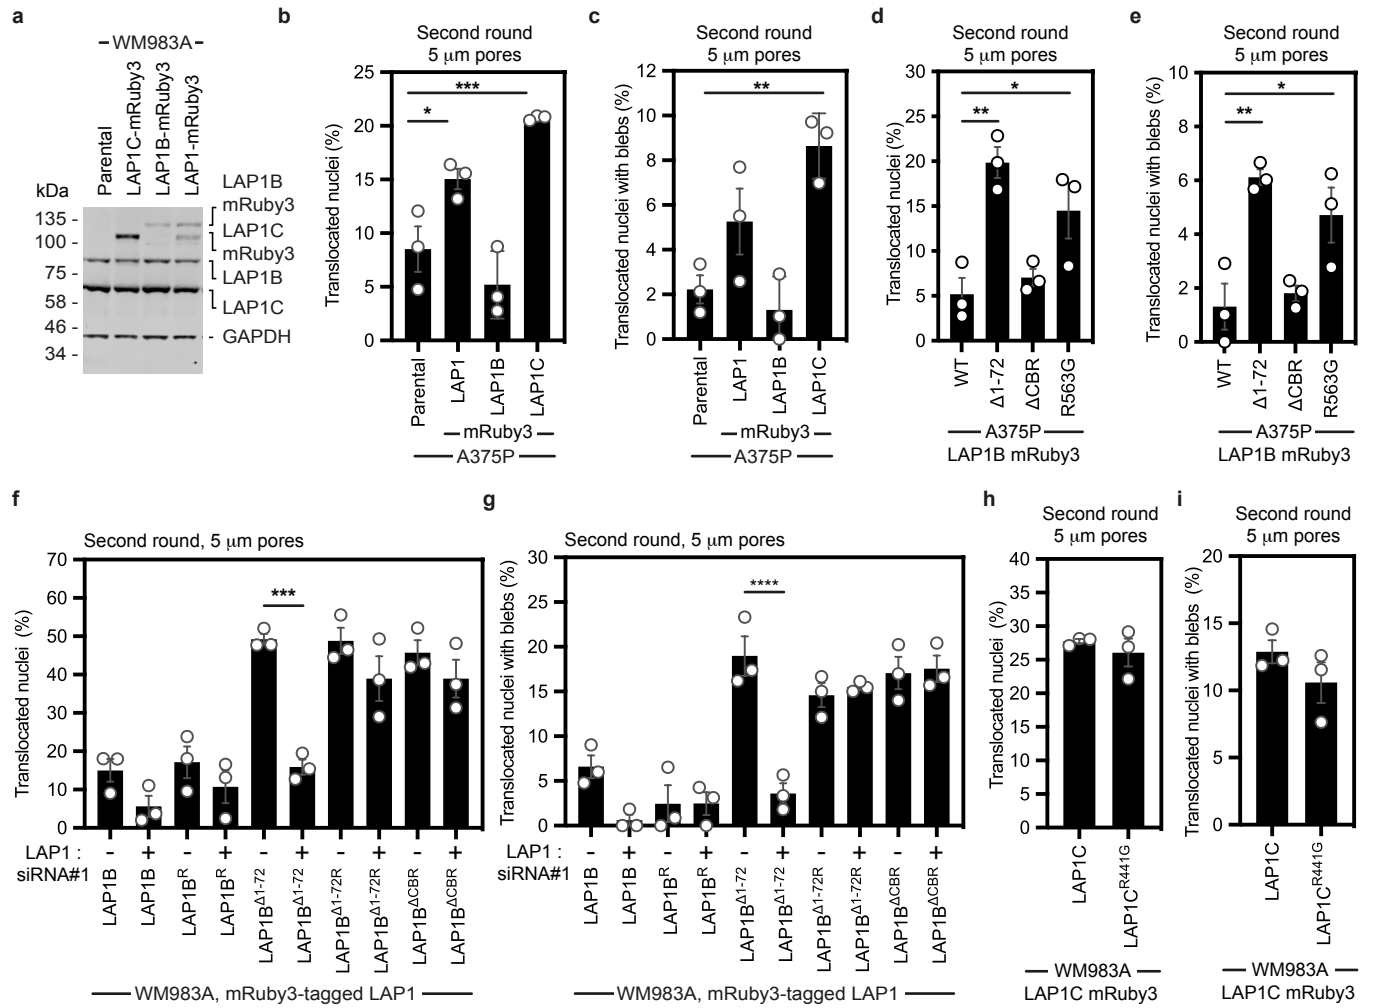 a
WM983A
Parental
LAP1C-mRuby3
LAP1B-mRuby3
LAP1-mRuby3
kDa
135 -
100 -
75 -
58 -
46 -
34 -
LAP1B
mRuby3
LAP1C
mRuby3
LAP1B
LAP1C
- GAPDH
b
Second round
5 μm pores
Translocated nuclei (%)
25
20
15
10
5
0
***
*
Parental
LAP1
LAP1B
LAP1C
mRuby3
A375P
c
Second round
5 μm pores
Translocated nuclei with blebs (%)
12
10
8
6
4
2
0
**
Parental
LAP1
LAP1B
LAP1C
mRuby3
A375P
d
Second round
5 μm pores
Translocated nuclei (%)
30
25
20
15
10
5
0
*
**
WT
Δ1-72
ΔCBR
R563G
A375P
LAP1B mRuby3
e
Second round
5 μm pores
Translocated nuclei with blebs (%)
10
8
6
4
2
0
*
**
WT
Δ1-72
ΔCBR
R563G
A375P
LAP1B mRuby3
f
Second round, 5 μm pores
Translocated nuclei (%)
70
60
50
40
30
20
10
0
***
LAP1 : - + - + - + - + - +
siRNA#1
LAP1B
LAP1B
LAP1B^R
LAP1B^R
LAP1B^Δ1-72
LAP1B^Δ1-72
LAP1B^Δ1-72R
LAP1B^Δ1-72R
LAP1B^ΔCBR
LAP1B^ΔCBR
WM983A, mRuby3-tagged LAP1
g
Second round, 5 μm pores
Translocated nuclei with blebs (%)
30
25
20
15
10
5
0
****
LAP1 : - + - + - + - + - +
siRNA#1
LAP1B
LAP1B
LAP1B^R
LAP1B^R
LAP1B^Δ1-72
LAP1B^Δ1-72
LAP1B^Δ1-72R
LAP1B^Δ1-72R
LAP1B^ΔCBR
LAP1B^ΔCBR
WM983A, mRuby3-tagged LAP1
h
Second round
5 μm pores
Translocated nuclei (%)
40
35
30
25
20
15
10
5
0
LAP1C
LAP1C^R441G
WM983A
LAP1C mRuby3
i
Second round
5 μm pores
Translocated nuclei with blebs (%)
20
15
10
5
0
LAP1C
LAP1C^R441G
WM983A
LAP1C mRuby3